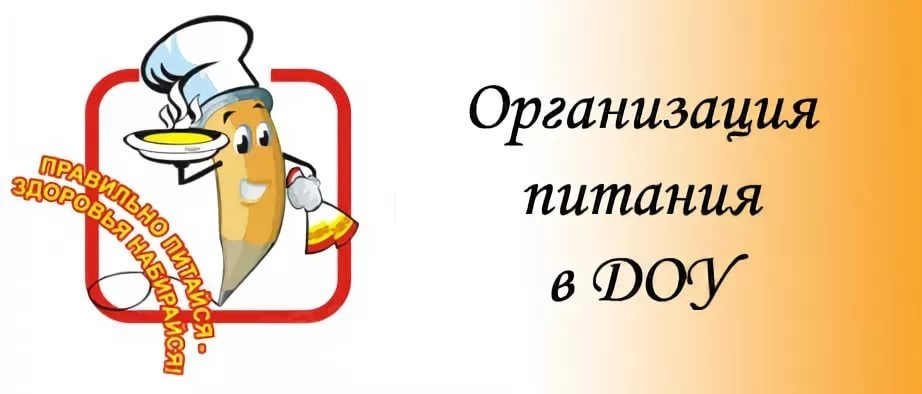 ПРАВИЛЬНО ПИТАЙСЯ -
ЗДОРОВЬЯ НАБИРАЙСЯ!
Организация
питания
в ДОУ